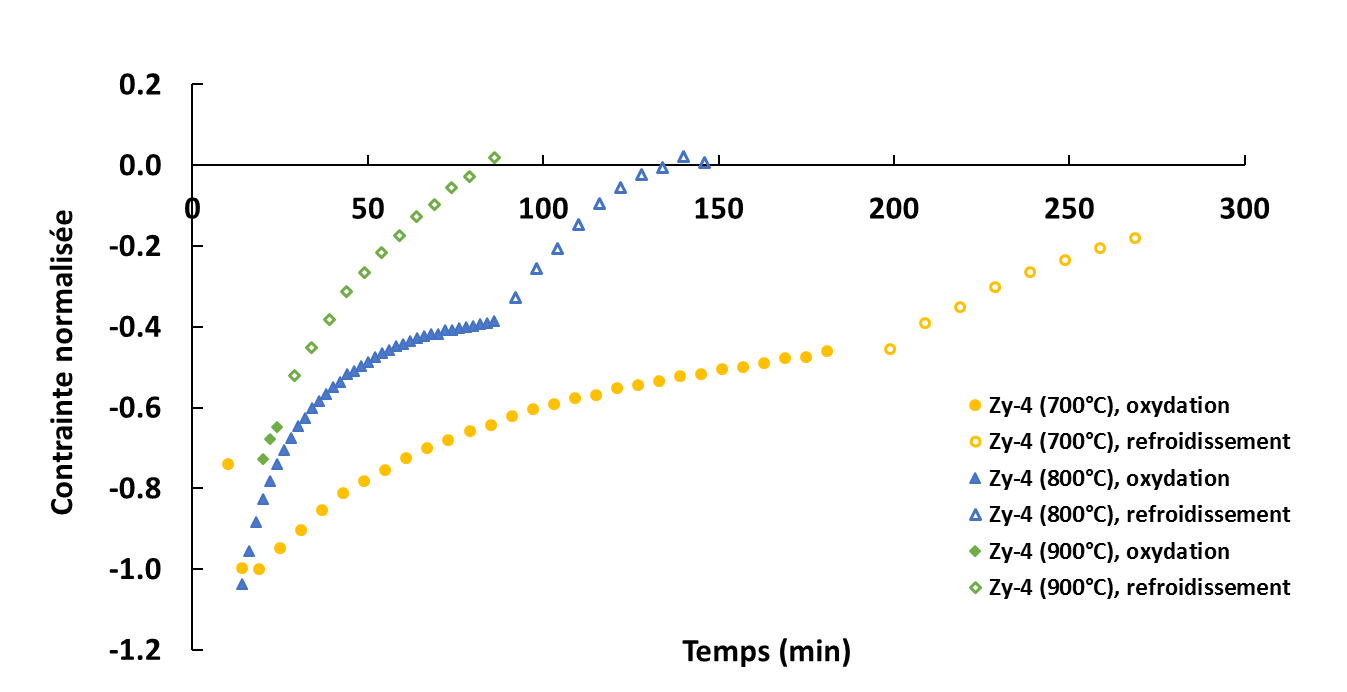 0.2
0.0
0 50 100 150 200 250 300
-0.2
-0.4
-0.6
-0.8
-1.0
-1.2
Contrainte normalisée
Temps (min)
Zy-4 (700°C), oxydation
Zy-4 (700°C), refroidissement
Zy-4 (800°C), oxydation
Zy-4 (800°C), refroidissement
Zy-4 (900°C), oxydation
Zy-4 (900°C), refroidissement